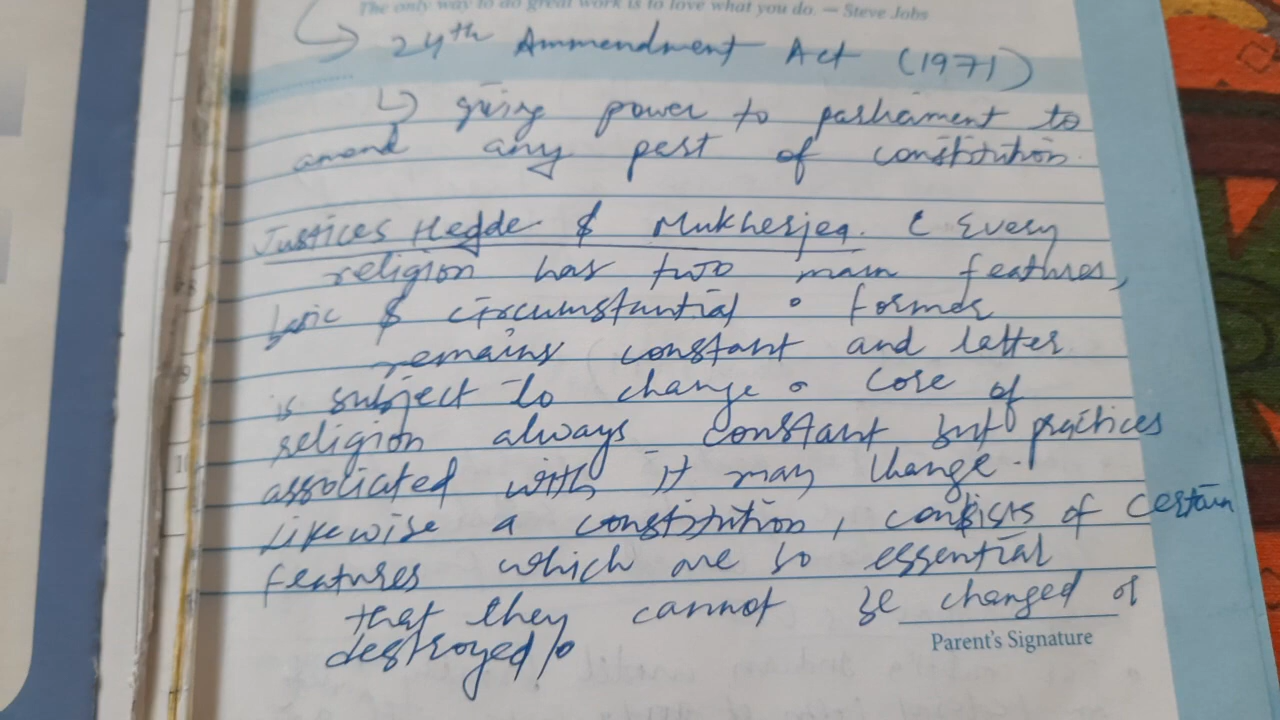 The only way to do great work is to love what you do. — Steve Jobs
↳ 24th Ammendment Act (1971)
↳ giving power to parliament to
amend any part of constitution.
Justices Hegde & Mukherjea. ( Every
religion has two main features,
basic & circumstantial. Former
remains constant and latter
is subject to change. Core of
religion always constant but practices
associated with it may change.
Likewise a constitution, consists of certain
features which are so essential
that they cannot be changed or
destroyed).
Parent's Signature